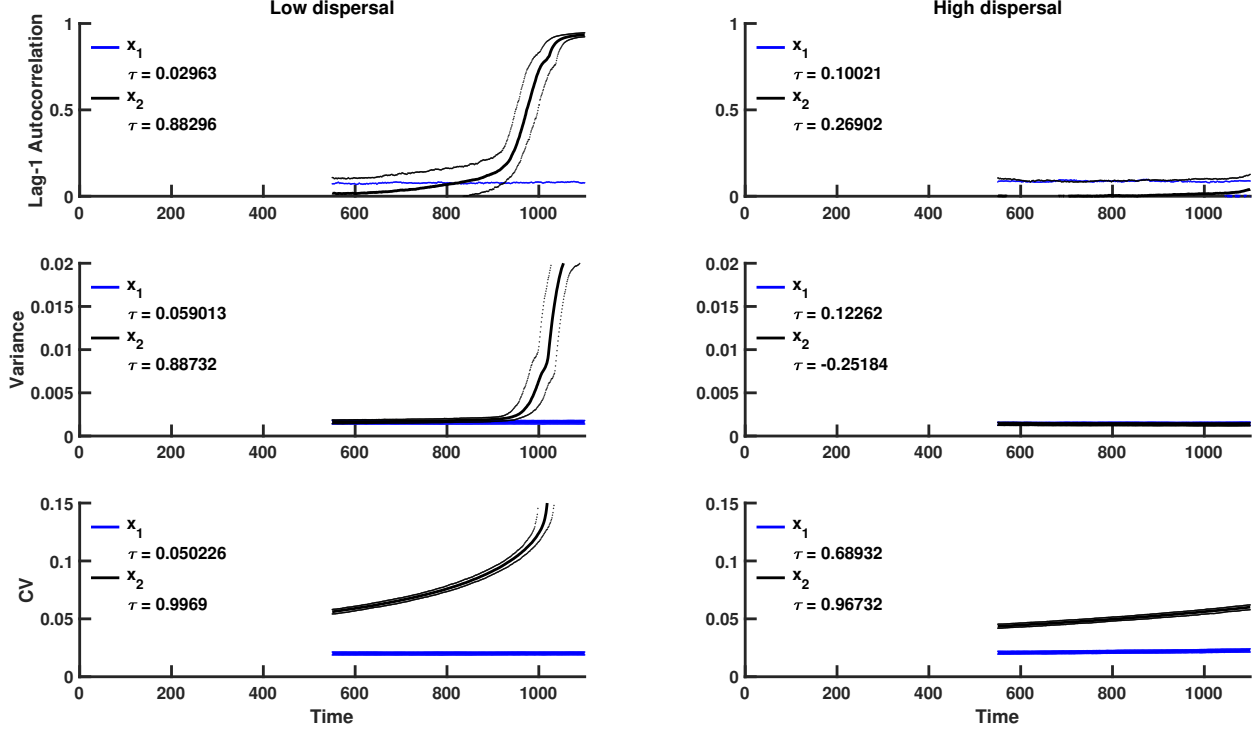 Low dispersal
High dispersal
Lag-1 Autocorrelation
1
0.5
0
x1
τ = 0.02963
x2
τ = 0.88296
0 200 400 600 800 1000
1
0.5
0
x1
τ = 0.10021
x2
τ = 0.26902
0 200 400 600 800 1000
Variance
0.02
0.015
0.01
0.005
0
x1
τ = 0.059013
x2
τ = 0.88732
0 200 400 600 800 1000
0.02
0.015
0.01
0.005
0
x1
τ = 0.12262
x2
τ = -0.25184
0 200 400 600 800 1000
CV
0.15
0.1
0.05
0
x1
τ = 0.050226
x2
τ = 0.9969
0 200 400 600 800 1000
Time
0.15
0.1
0.05
0
x1
τ = 0.68932
x2
τ = 0.96732
0 200 400 600 800 1000
Time